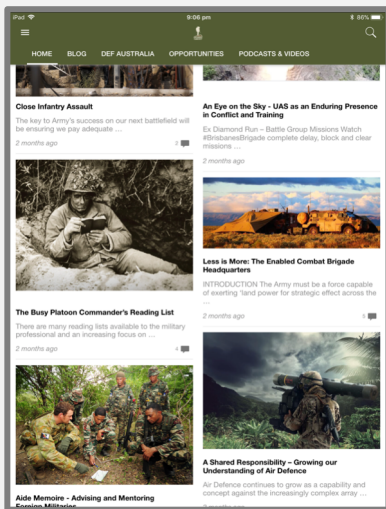 iPad
9:06 pm
86%
HOME BLOG DEF AUSTRALIA OPPORTUNITIES PODCASTS & VIDEOS
Close Infantry Assault
The key to Army's success on our next battlefield will
be ensuring we pay adequate ...
2 months ago
2
The Busy Platoon Commander's Reading List
There are many reading lists available to the military
professional and an increasing focus on ...
2 months ago
4
Aide Memoire - Advising and Mentoring
Foreign Militaries
An Eye on the Sky - UAS as an Enduring Presence
in Conflict and Training
Ex Diamond Run – Battle Group Missions Watch
#BrisbanesBrigade complete delay, block and clear
missions ...
2 months ago
Less is More: The Enabled Combat Brigade
Headquarters
INTRODUCTION The Army must be a force capable
of exerting 'land power for strategic effect across the
...
2 months ago
A Shared Responsibility – Growing our
Understanding of Air Defence
Air Defence continues to grow as a capability and
concept against the increasingly complex array ...
2 months ago